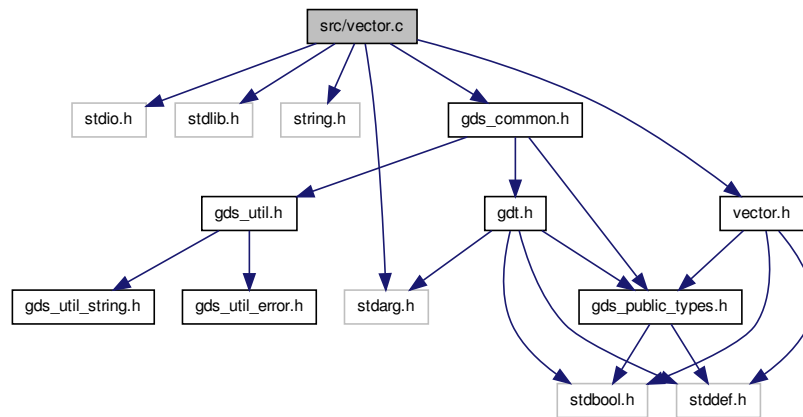 src/vector.c
stdio.h
stdlib.h
string.h
gds_common.h
gds_util.h
gdt.h
vector.h
gds_util_string.h
gds_util_error.h
stdarg.h
gds_public_types.h
stdbool.h
stddef.h